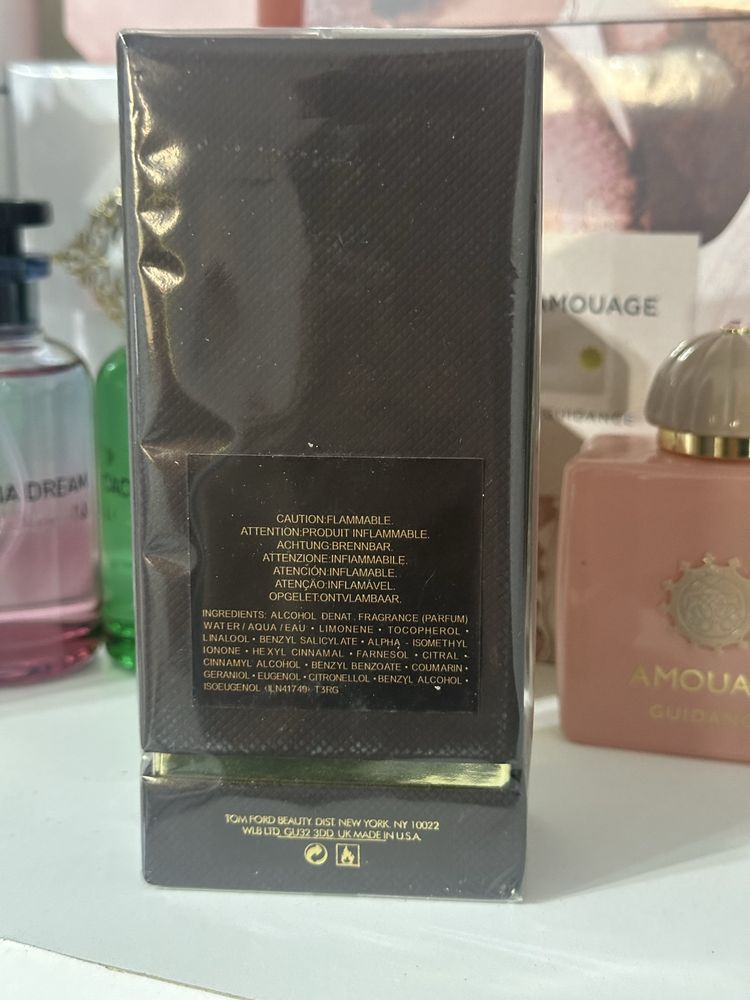 AMOUAGE
GUIDANCE
DREAM
CAUTION:FLAMMABLE.
ATTENTION:PRODUIT INFLAMMABLE.
ACHTUNG:BRENNBAR.
ATTENZIONE:INFIAMMABILE.
ATENCIÓN:INFLAMABLE.
ATENÇÃO:INFLAMÁVEL.
OPGELET:ONTVLAMBAAR.
INGREDIENTS: ALCOHOL DENAT. FRAGRANCE (PARFUM)
WATER / AQUA / EAU • LIMONENE • TOCOPHEROL •
LINALOOL • BENZYL SALICYLATE • ALPHA - ISOMETHYL
IONONE • HEXYL CINNAMAL • FARNESOL • CITRAL •
CINNAMYL ALCOHOL • BENZYL BENZOATE • COUMARIN •
GERANIOL • EUGENOL • CITRONELLOL • BENZYL ALCOHOL •
ISOEUGENOL <ILN41749> T3RG
AMOUA
GUIDANC
TOM FORD BEAUTY. DIST. NEW YORK. NY 10022
WLB LTD. GU32 3DD. UK MADE IN U.S.A.